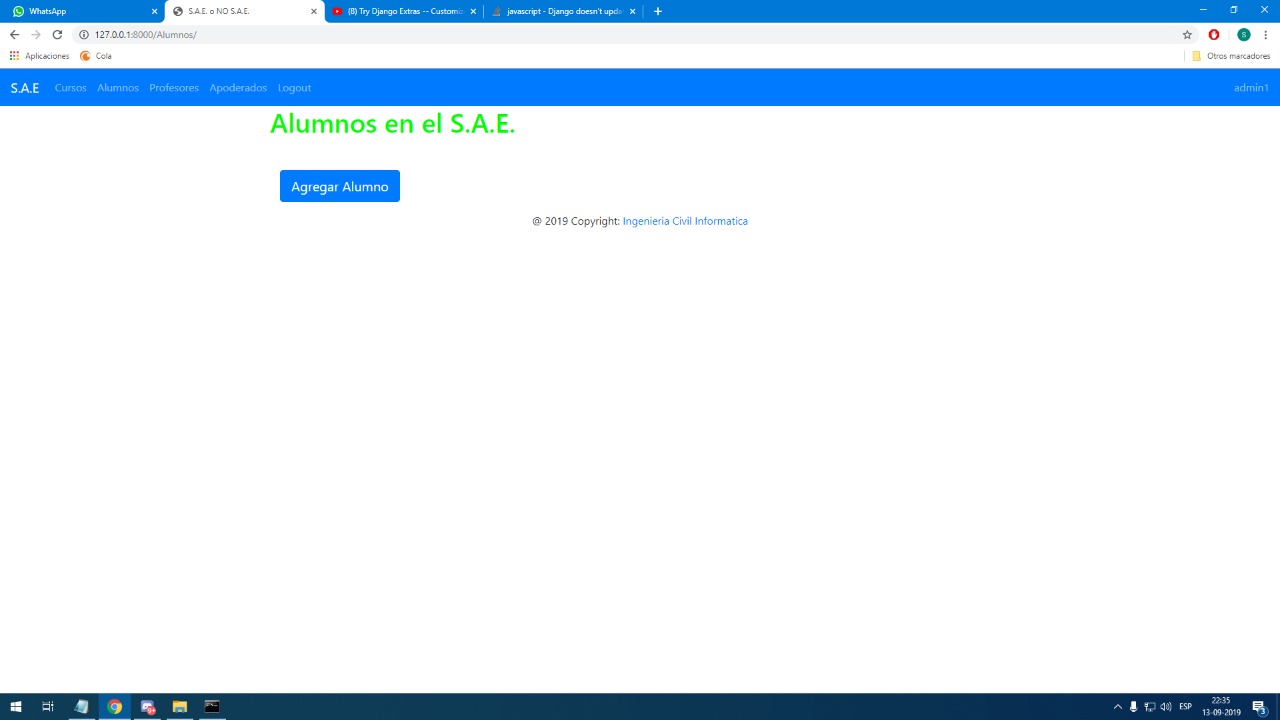 WhatsApp
S.A.E. o NO S.A.E.
(8) Try Django Extras -- Customiz
javascript - Django doesn't updat
127.0.0.1:8000/Alumnos/
S
Aplicaciones
Cola
Otros marcadores
S.A.E Cursos Alumnos Profesores Apoderados Logout admin1
Alumnos en el S.A.E.
Agregar Alumno
@ 2019 Copyright: Ingenieria Civil Informatica
ESP
22:35
13-09-2019
3